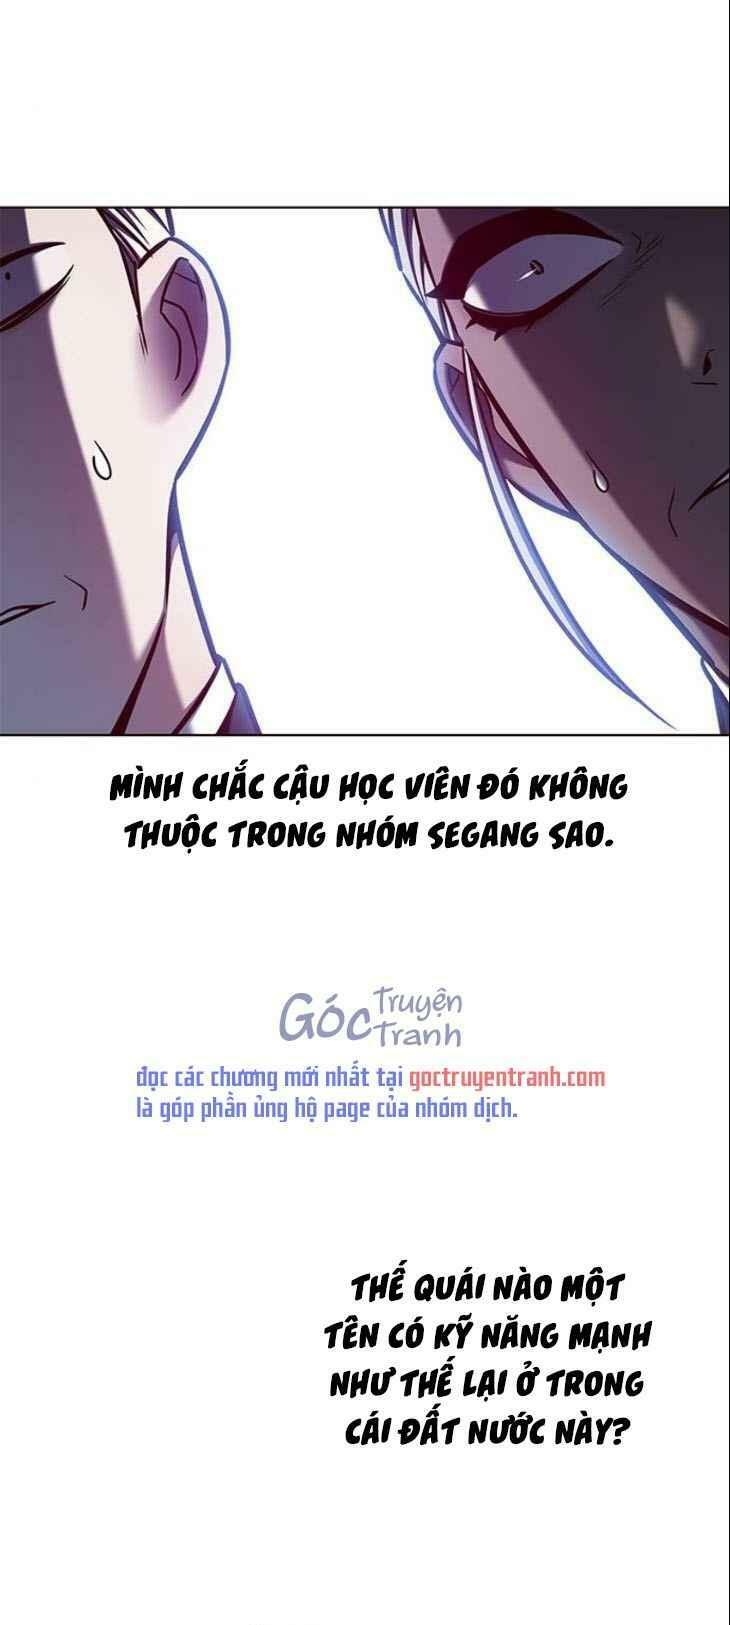 MÌNH CHẮC CẬU HỌC VIÊN ĐÓ KHÔNG
THUỘC TRONG NHÓM SEGANG SAO.
Góc Truyện
Tranh
đọc các chương mới nhất tại goctruyentranh.com
là góp phần ủng hộ page của nhóm dịch.
THẾ QUÁI NÀO MỘT
TÊN CÓ KỸ NĂNG MẠNH
NHƯ THẾ LẠI Ở TRONG
CÁI ĐẤT NƯỚC NÀY?